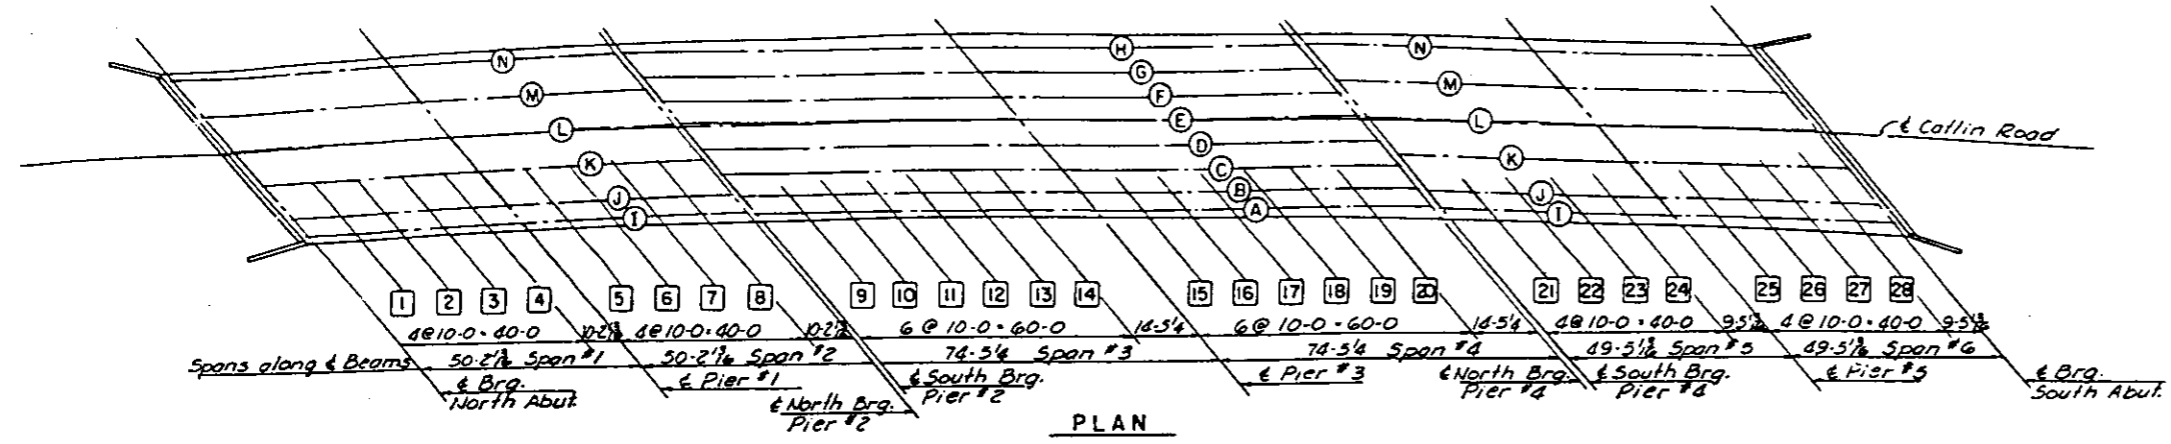 H
N
N
G
M
F
M
E
L
L
℄ Catlin Road
D
K
C
K
B
J
J
A
I
I
1 2 3 4 5 6 7 8 9 10 11 12 13 14 15 16 17 18 19 20 21 22 23 24 25 26 27 28
4@10-0=40-0 4@10-0=40-0 6 @ 10-0=60-0 14-5¼ 6@ 10-0=60-0 14-5¼ 4@10-0=40-0 4@10-0=40-0
Spans along ℄ Beams Span #1 Span #2 74-5¼ Span #3 74-5¼ Span #4 Span #5 Span #6
℄ Brg.
North Abut.
℄ Pier #1
℄ North Brg.
Pier #2
℄ South Brg.
Pier #2
℄ Pier #3
℄ North Brg.
Pier #4
℄ South Brg.
Pier #4
℄ Pier #5
℄ Brg.
South Abut.
PLAN